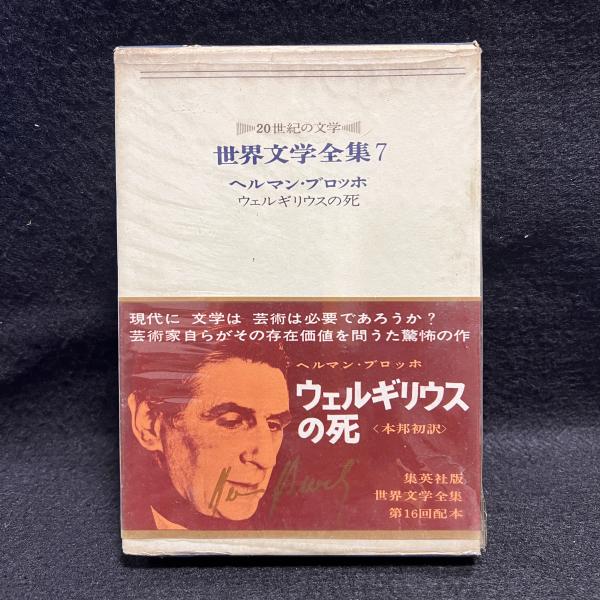 20世紀の文学
世界文学全集7
ヘルマン・ブロッホ
ウェルギリウスの死
現代に 文学は 芸術は必要であろうか?
芸術家自らがその存在価値を問うた驚怖の作
ヘルマン・ブロッホ
ウェルギリウス
の死 〈本邦初訳〉
集英社版
世界文学全集
第16回配本